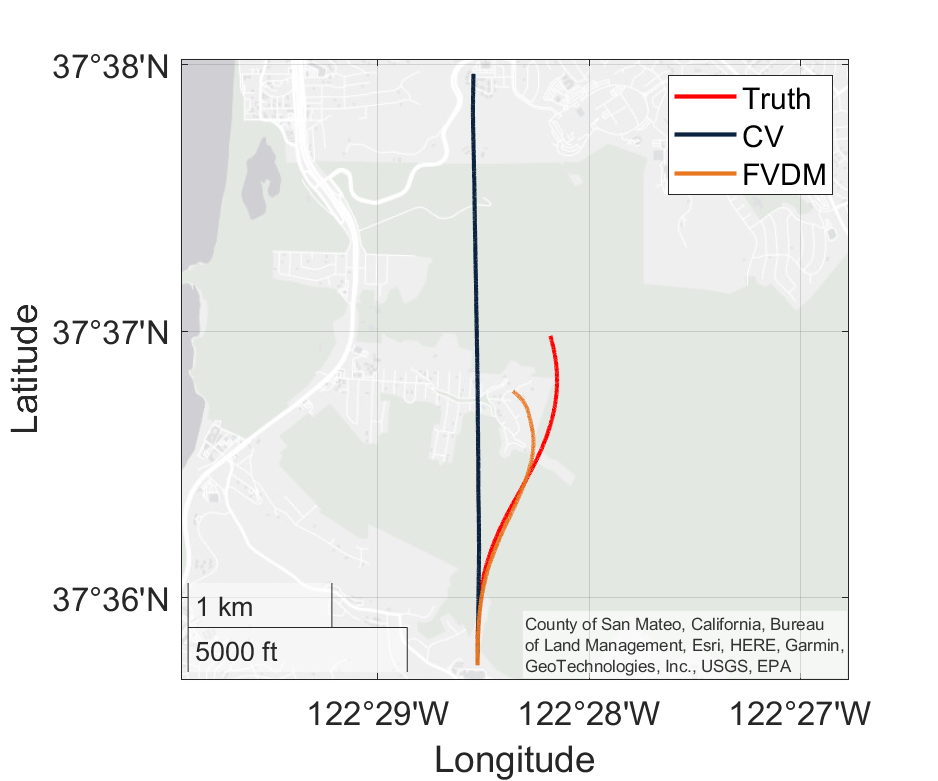 37°38'N
Truth
CV
FVDM
Latitude
37°37'N
37°36'N
1 km
5000 ft
County of San Mateo, California, Bureau
of Land Management, Esri, HERE, Garmin,
GeoTechnologies, Inc., USGS, EPA
122°29'W
122°28'W
122°27'W
Longitude